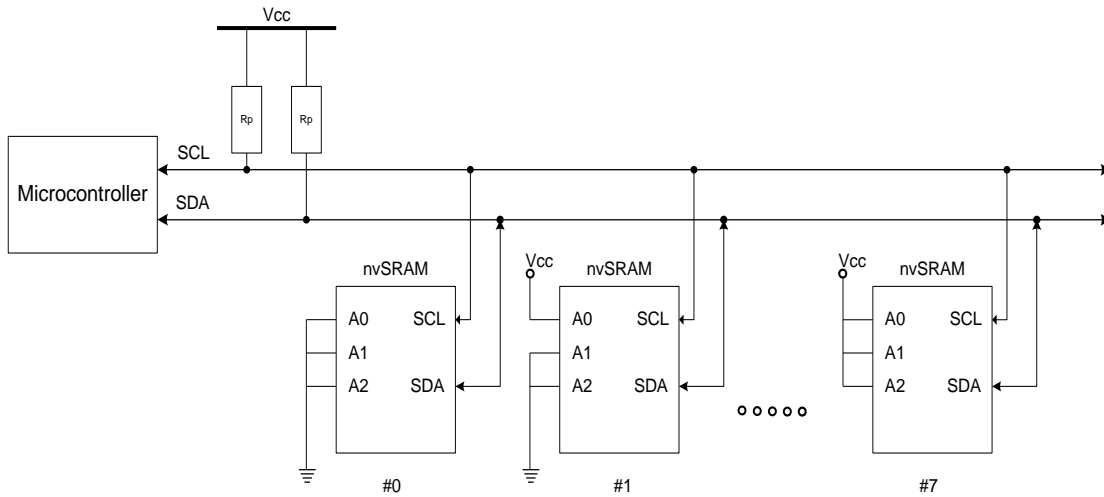 Vcc
Rp Rp
SCL
Microcontroller
SDA
nvSRAM
A0 SCL
A1
A2 SDA
#0
Vcc
nvSRAM
A0 SCL
A1
A2 SDA
#1
Vcc
nvSRAM
A0 SCL
A1
A2 SDA
#7